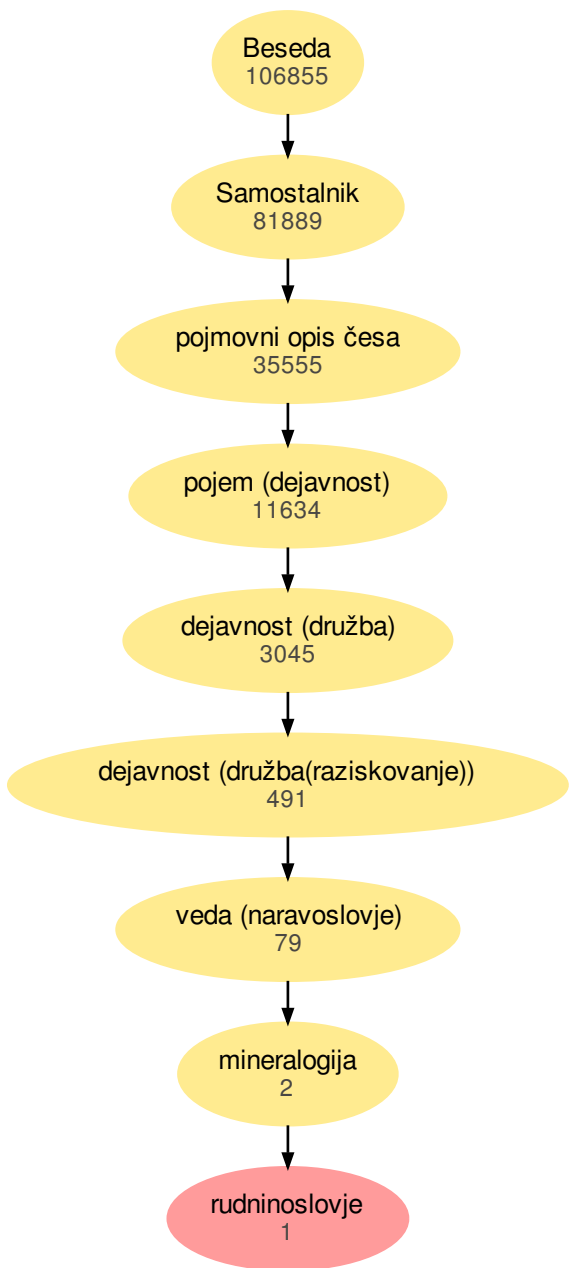 Beseda
106855
Samostalnik
81889
pojmovni opis česa
35555
pojem (dejavnost)
11634
dejavnost (družba)
3045
dejavnost (družba(raziskovanje))
491
veda (naravoslovje)
79
mineralogija
2
rudninoslovje
1